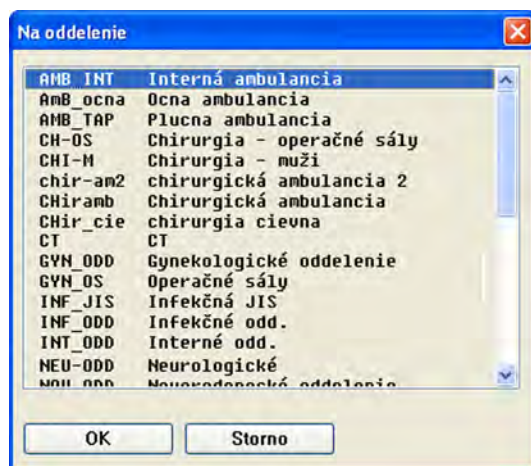 Na oddelenie
AMB_INT Interná ambulancia
AmB_ocna Ocna ambulancia
AMB_TAP Plucna ambulancia
CH-OS Chirurgia - operačné sály
CHI-M Chirurgia - muži
chir-am2 chirurgická ambulancia 2
CHiramb Chirurgická ambulancia
CHir_cie chirurgia cievna
CT CT
GYN_ODD Gynekologické oddelenie
GYN_OS Operačné sály
INF_JIS Infekčná JIS
INF_ODD Infekčné odd.
INT_ODD Interné odd.
NEU-ODD Neurologické
OK Storno